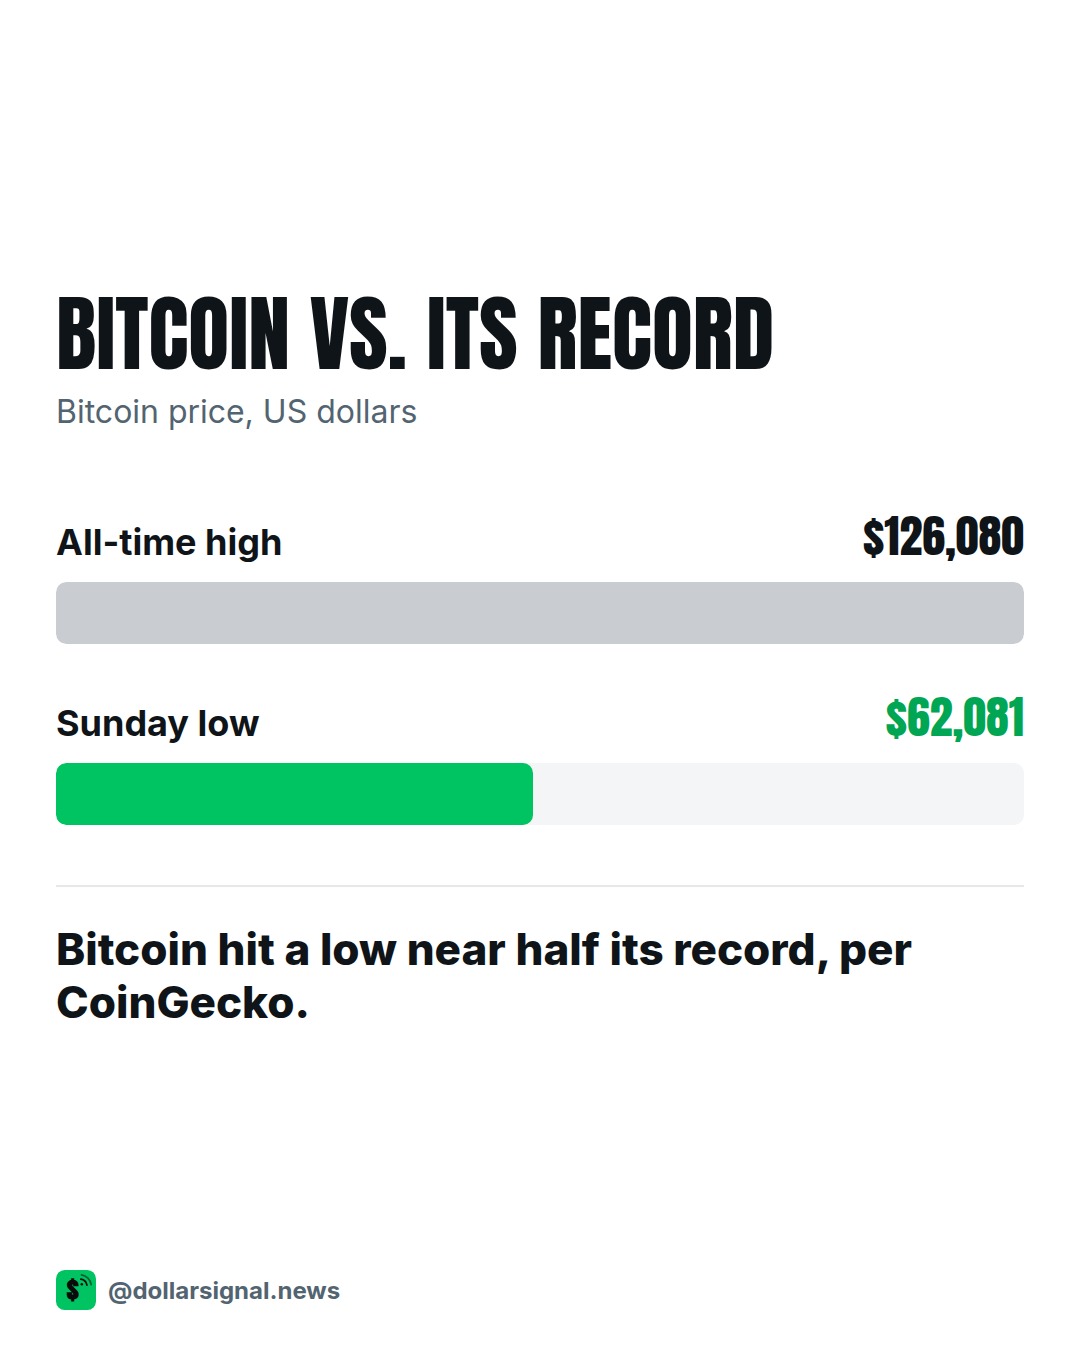 BITCOIN VS. ITS RECORD
Bitcoin price, US dollars
All-time high $126,080
Sunday low $62,081
Bitcoin hit a low near half its record, per
CoinGecko.
$ @dollarsignal.news